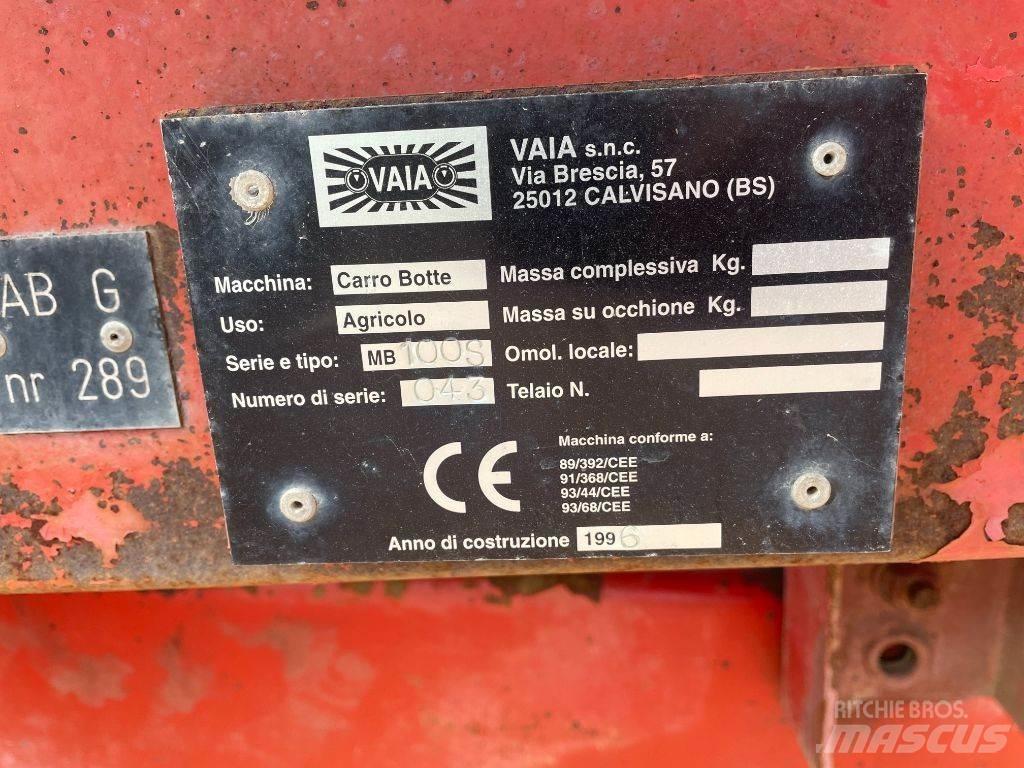 VAIA
VAIA s.n.c.
Via Brescia, 57
25012 CALVISANO (BS)
Macchina: Carro Botte
Uso: Agricolo
Serie e tipo: MB 100S
Numero di serie: 043
Massa complessiva Kg.
Massa su occhione Kg.
Omol. locale:
Telaio N.
CE
Macchina conforme a:
89/392/CEE
91/368/CEE
93/44/CEE
93/68/CEE
Anno di costruzione 1996
AB G
nr 289
RITCHIE BROS.
MASCUS